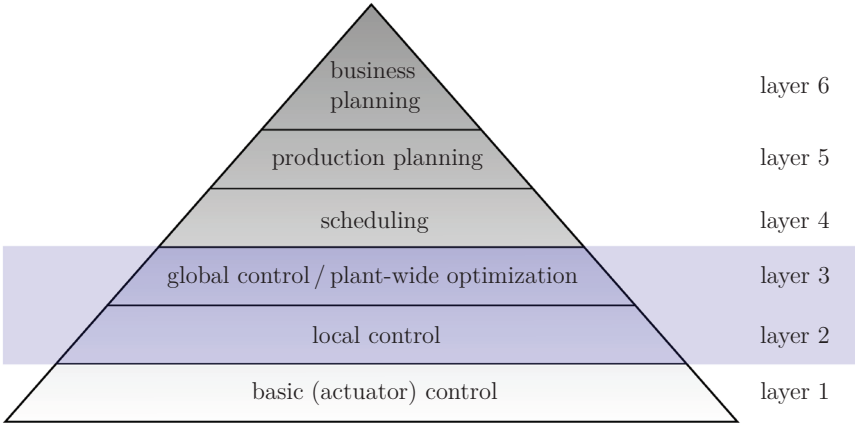 business
planning
layer 6
production planning
layer 5
scheduling
layer 4
global control / plant-wide optimization
layer 3
local control
layer 2
basic (actuator) control
layer 1